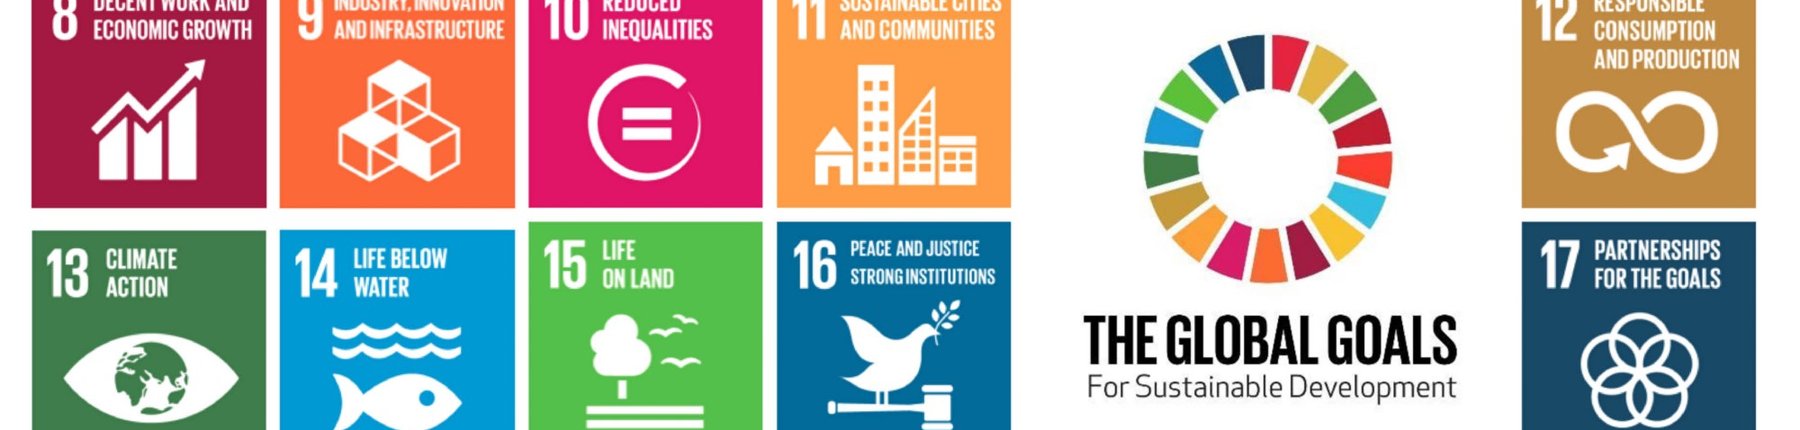 8 DECENT WORK AND
ECONOMIC GROWTH
9 INDUSTRY, INNOVATION
AND INFRASTRUCTURE
10 REDUCED
INEQUALITIES
11 SUSTAINABLE CITIES
AND COMMUNITIES
12 RESPONSIBLE
CONSUMPTION
AND PRODUCTION
13 CLIMATE
ACTION
14 LIFE BELOW
WATER
15 LIFE
ON LAND
16 PEACE AND JUSTICE
STRONG INSTITUTIONS
THE GLOBAL GOALS
For Sustainable Development
17 PARTNERSHIPS
FOR THE GOALS